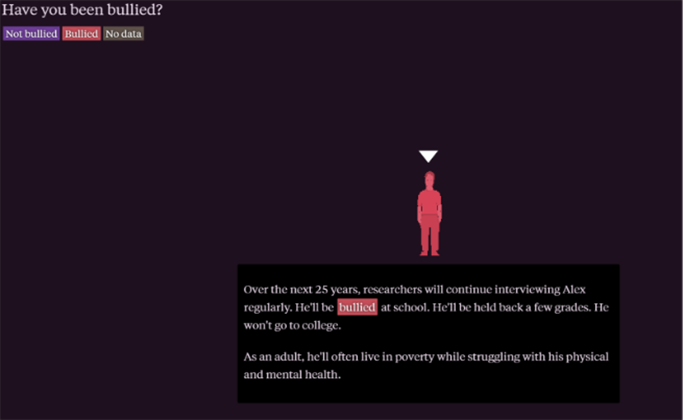 Have you been bullied?
Not bullied Bullied No data
Over the next 25 years, researchers will continue interviewing Alex
regularly. He'll be bullied at school. He'll be held back a few grades. He
won't go to college.
As an adult, he'll often live in poverty while struggling with his physical
and mental health.